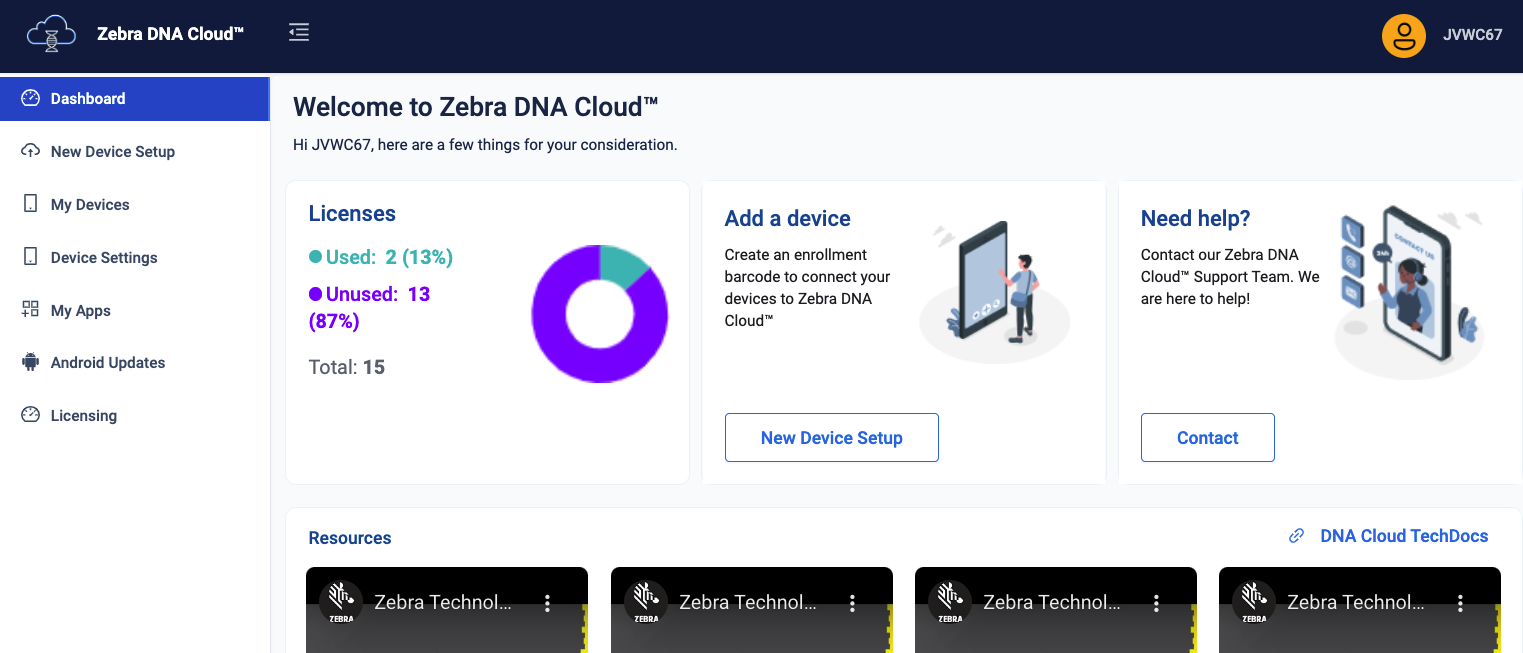 Zebra DNA Cloud™
JVWC67
Dashboard
New Device Setup
My Devices
Device Settings
My Apps
Android Updates
Licensing
Welcome to Zebra DNA Cloud™
Hi JVWC67, here are a few things for your consideration.
Licenses
Used: 2 (13%)
Unused: 13
(87%)
Total: 15
Add a device
Create an enrollment
barcode to connect your
devices to Zebra DNA
Cloud™
New Device Setup
Need help?
Contact our Zebra DNA
Cloud™ Support Team. We
are here to help!
CONTACT US
Contact
Resources
DNA Cloud TechDocs
ZEBRA
Zebra Technol...
ZEBRA
Zebra Technol...
ZEBRA
Zebra Technol...
ZEBRA
Zebra Technol...